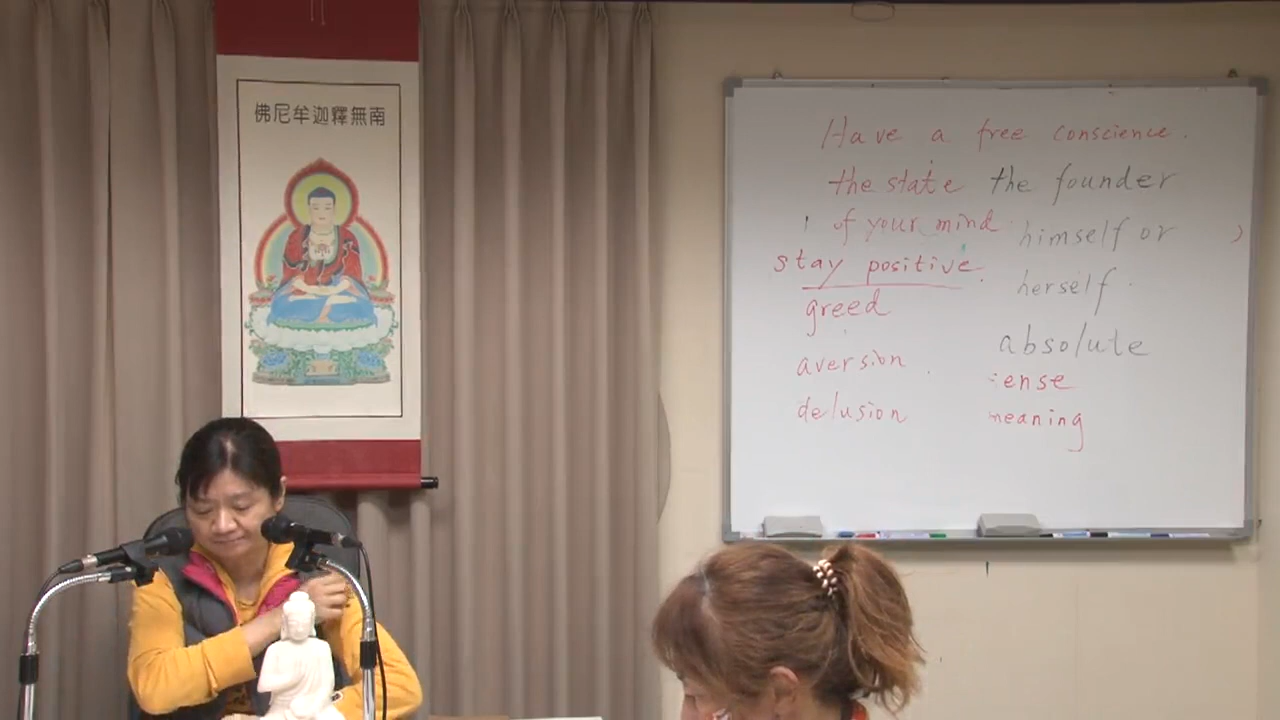 佛尼牟迦釋無南
Have a free conscience.
the state the founder
of your mind himself or
stay positive. herself.
greed
absolute
aversion
sense
delusion meaning